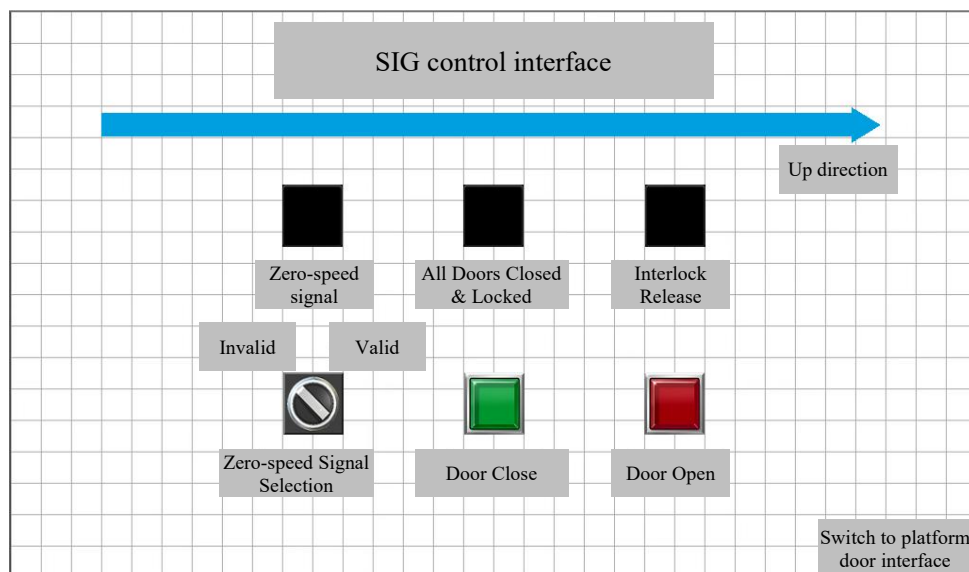 SIG control interface
Up direction
Zero-speed
signal
All Doors Closed
& Locked
Interlock
Release
Invalid
Valid
Zero-speed Signal
Selection
Door Close
Door Open
Switch to platform
door interface